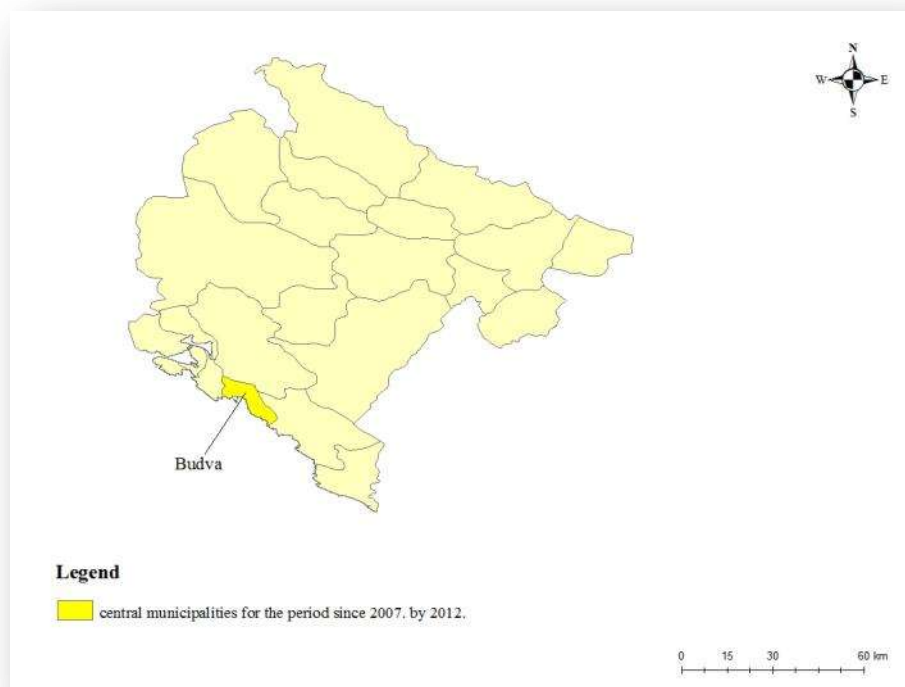 N
W E
S
Budva
Legend
central municipalities for the period since 2007. by 2012.
0 15 30 60 km